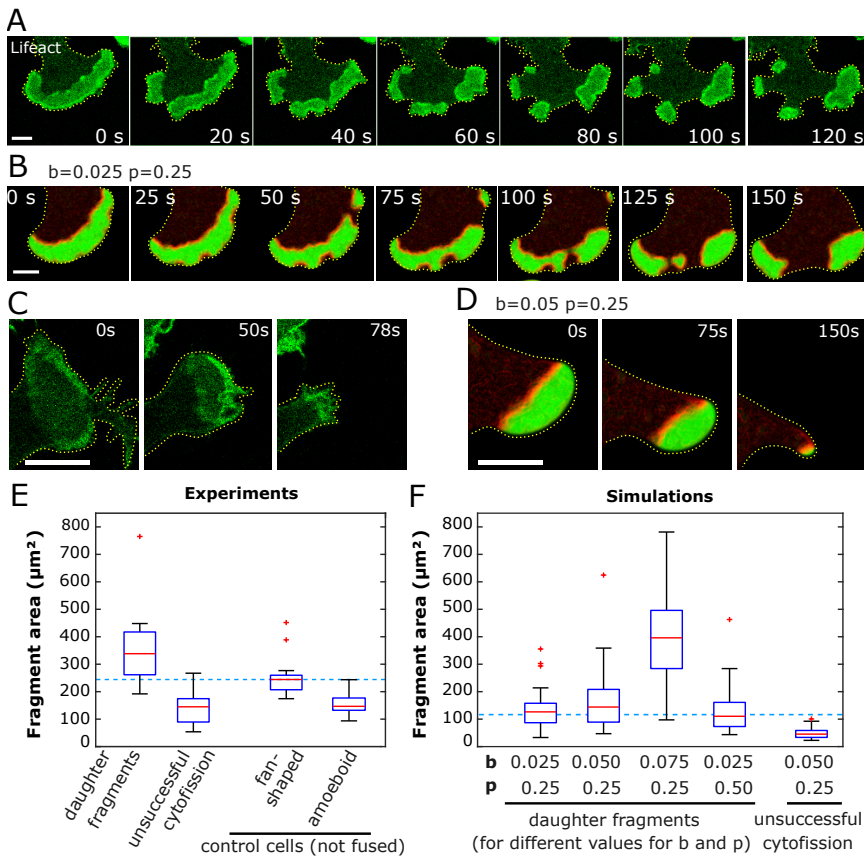 A
Lifeact
0 s
20 s
40 s
60 s
80 s
100 s
120 s
B
b=0.025 p=0.25
0 s
25 s
50 s
75 s
100 s
125 s
150 s
C
0s
50s
78s
D
b=0.05 p=0.25
0s
75s
150s
E
Experiments
Fragment area (µm²)
800
700
600
500
400
300
200
100
0
daughter
fragments
unsuccessful
cytofission
fan-
shaped
amoeboid
control cells (not fused)
F
Simulations
Fragment area (µm²)
800
700
600
500
400
300
200
100
0
b 0.025 0.050 0.075 0.025 0.050
p 0.25 0.25 0.25 0.50 0.25
daughter fragments
(for different values for b and p)
unsuccessful
cytofission